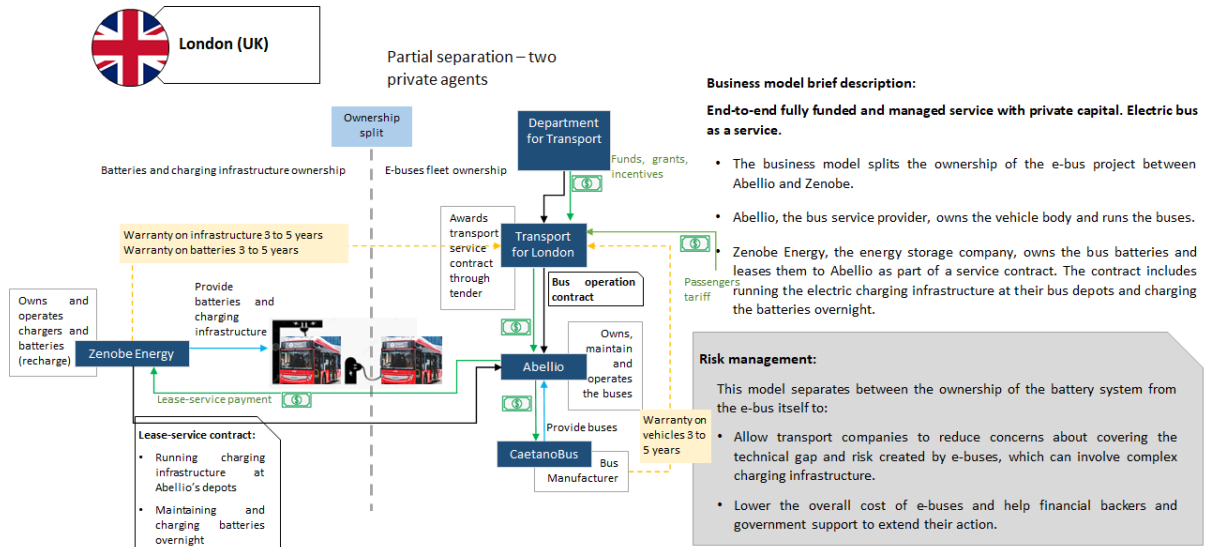 London (UK)
Partial separation – two
private agents
Ownership
split
Batteries and charging infrastructure ownership
E-buses fleet ownership
Department
for Transport
Funds, grants,
incentives
Warranty on infrastructure 3 to 5 years
Warranty on batteries 3 to 5 years
Awards
transport
service
contract
through
tender
Transport
for London
Passengers
tariff
Bus operation
contract
Owns and
operates
chargers and
batteries
(recharge)
Provide
batteries and
charging
infrastructure
Zenobe Energy
Owns,
maintain
and
operates
the buses
Abellio
Lease-service payment
Provide buses
Warranty on
vehicles 3 to
5 years
CaetanoBus
Bus
Manufacturer
Lease-service contract:
• Running charging
infrastructure at
Abellio's depots
• Maintaining and
charging batteries
overnight
Business model brief description:
End-to-end fully funded and managed service with private capital. Electric bus
as a service.
• The business model splits the ownership of the e-bus project between
Abellio and Zenobe.
• Abellio, the bus service provider, owns the vehicle body and runs the buses.
• Zenobe Energy, the energy storage company, owns the bus batteries and
leases them to Abellio as part of a service contract. The contract includes
running the electric charging infrastructure at their bus depots and charging
the batteries overnight.
Risk management:
This model separates between the ownership of the battery system from
the e-bus itself to:
• Allow transport companies to reduce concerns about covering the
technical gap and risk created by e-buses, which can involve complex
charging infrastructure.
• Lower the overall cost of e-buses and help financial backers and
government support to extend their action.